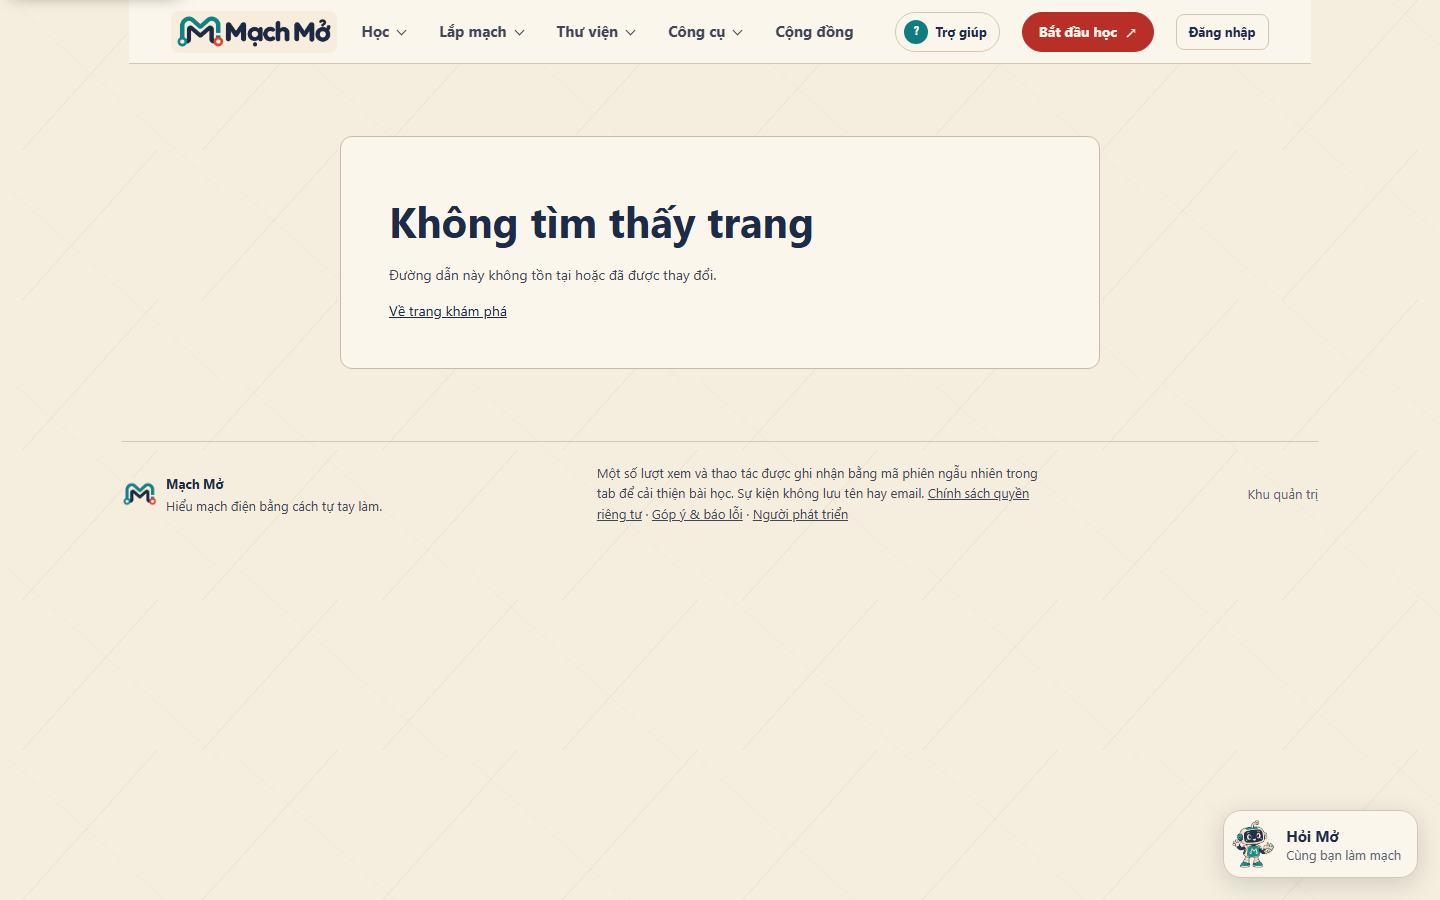 Mạch Mở
Học
Lắp mạch
Thư viện
Công cụ
Cộng đồng
? Trợ giúp
Bắt đầu học ↗
Đăng nhập
Không tìm thấy trang
Đường dẫn này không tồn tại hoặc đã được thay đổi.
Về trang khám phá
Mạch Mở
Hiểu mạch điện bằng cách tự tay làm.
Một số lượt xem và thao tác được ghi nhận bằng mã phiên ngẫu nhiên trong
tab để cải thiện bài học. Sự kiện không lưu tên hay email. Chính sách quyền
riêng tư · Góp ý & báo lỗi · Người phát triển
Khu quản trị
Hỏi Mở
Cùng bạn làm mạch